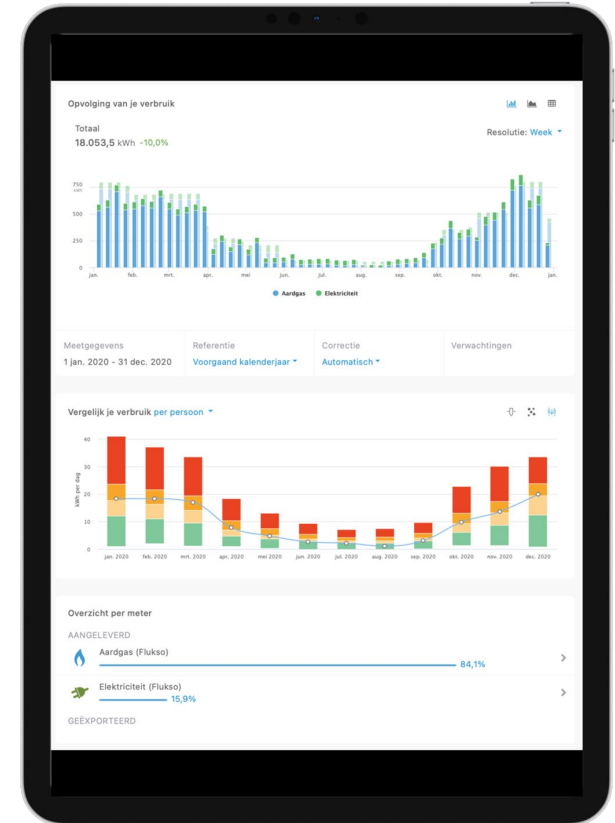 Opvolging van je verbruik
Totaal
18.053,5 kWh -10,0%
Resolutie: Week
750
500
250
0
jan. feb. mrt. apr. mei jun. jul. aug. sep. okt. nov. dec. jan.
Aardgas Elektriciteit
Meetgegevens
1 jan. 2020 - 31 dec. 2020
Referentie
Voorgaand kalenderjaar
Correctie
Automatisch
Verwachtingen
Vergelijk je verbruik per persoon
kWh per dag
40
30
20
10
0
jan. 2020 feb. 2020 mrt. 2020 apr. 2020 mei 2020 jun. 2020 jul. 2020 aug. 2020 sep. 2020 okt. 2020 nov. 2020 dec. 2020
Overzicht per meter
AANGELEVERD
Aardgas (Flukso)
84,1%
Elektriciteit (Flukso)
15,9%
GEËXPORTEERD